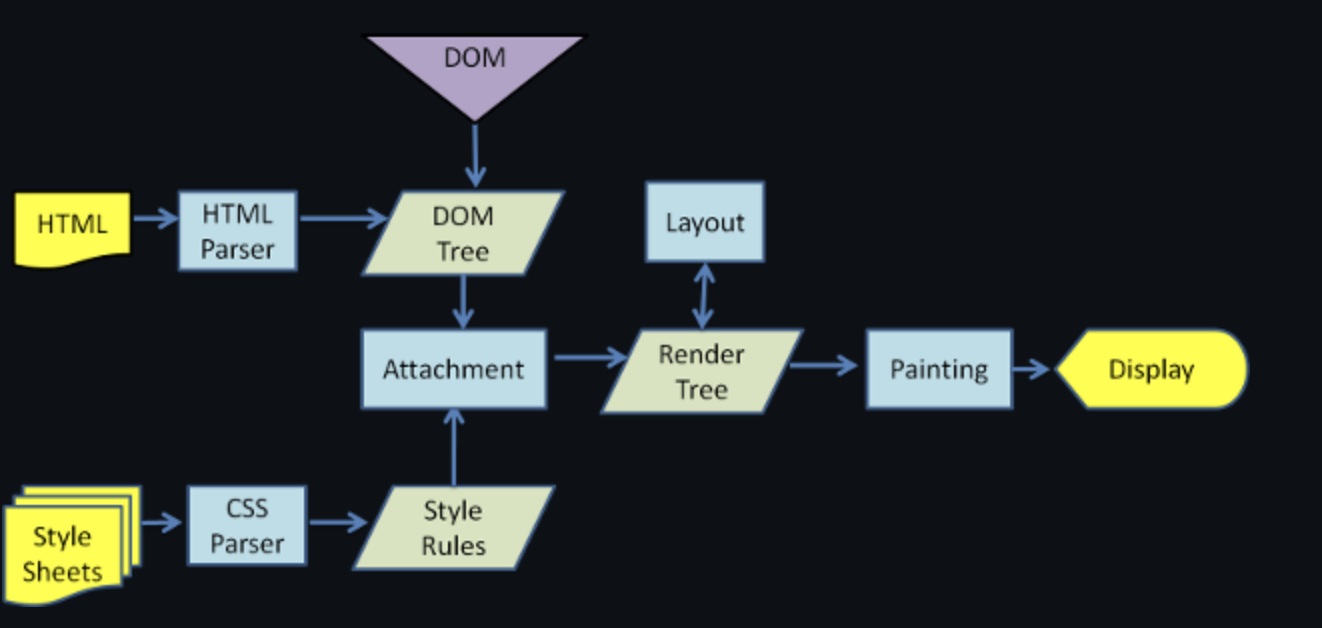 DOM
HTML
HTML
Parser
DOM
Tree
Layout
Attachment
Render
Tree
Painting
Display
Style
Sheets
CSS
Parser
Style
Rules